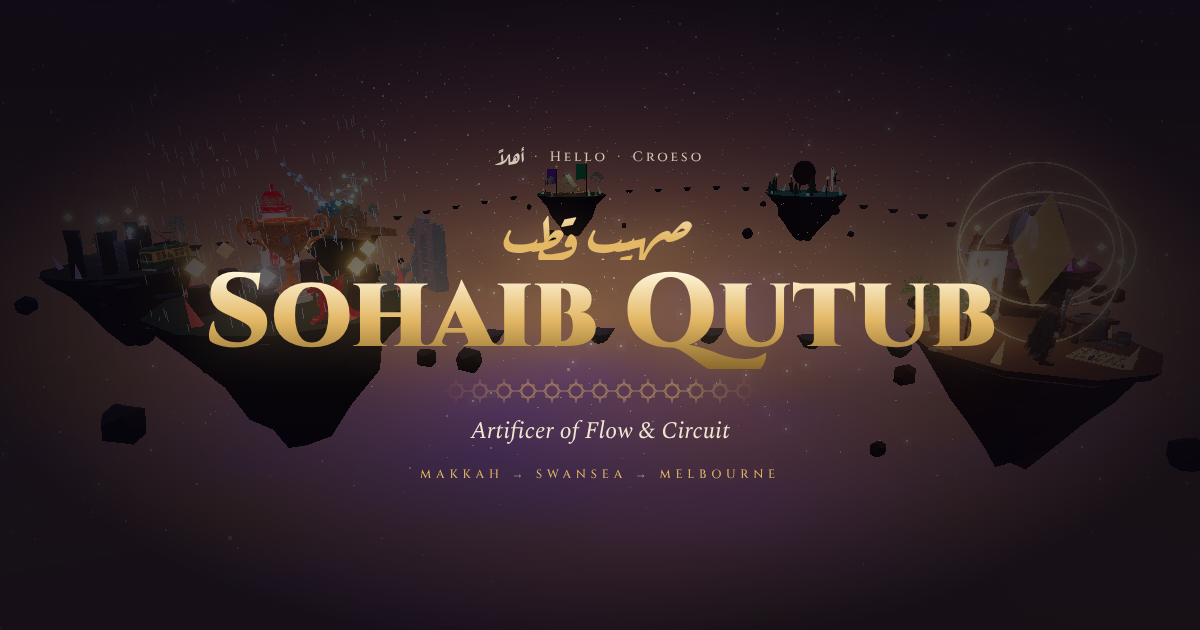 أهلاً · Hello · Croeso
صهيب قطب
Sohaib Qutub
Artificer of Flow & Circuit
MAKKAH → SWANSEA → MELBOURNE